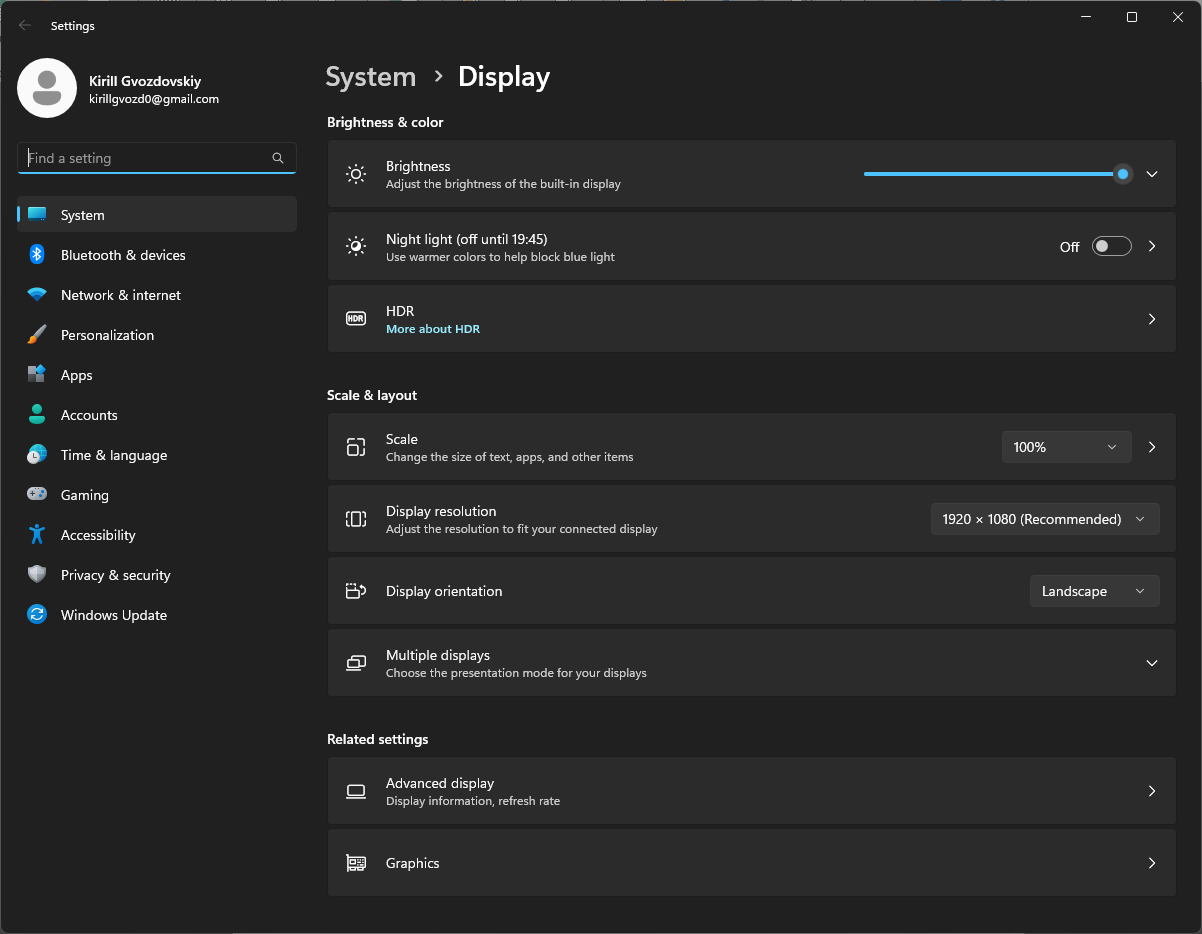 Settings
Kirill Gvozdovskiy
kirillgvozd0@gmail.com
Find a setting
System
Bluetooth & devices
Network & internet
Personalization
Apps
Accounts
Time & language
Gaming
Accessibility
Privacy & security
Windows Update
System > Display
Brightness & color
Brightness
Adjust the brightness of the built-in display
Night light (off until 19:45)
Use warmer colors to help block blue light
Off
HDR
HDR
More about HDR
Scale & layout
Scale
Change the size of text, apps, and other items
100%
Display resolution
Adjust the resolution to fit your connected display
1920 × 1080 (Recommended)
Display orientation
Landscape
Multiple displays
Choose the presentation mode for your displays
Related settings
Advanced display
Display information, refresh rate
Graphics